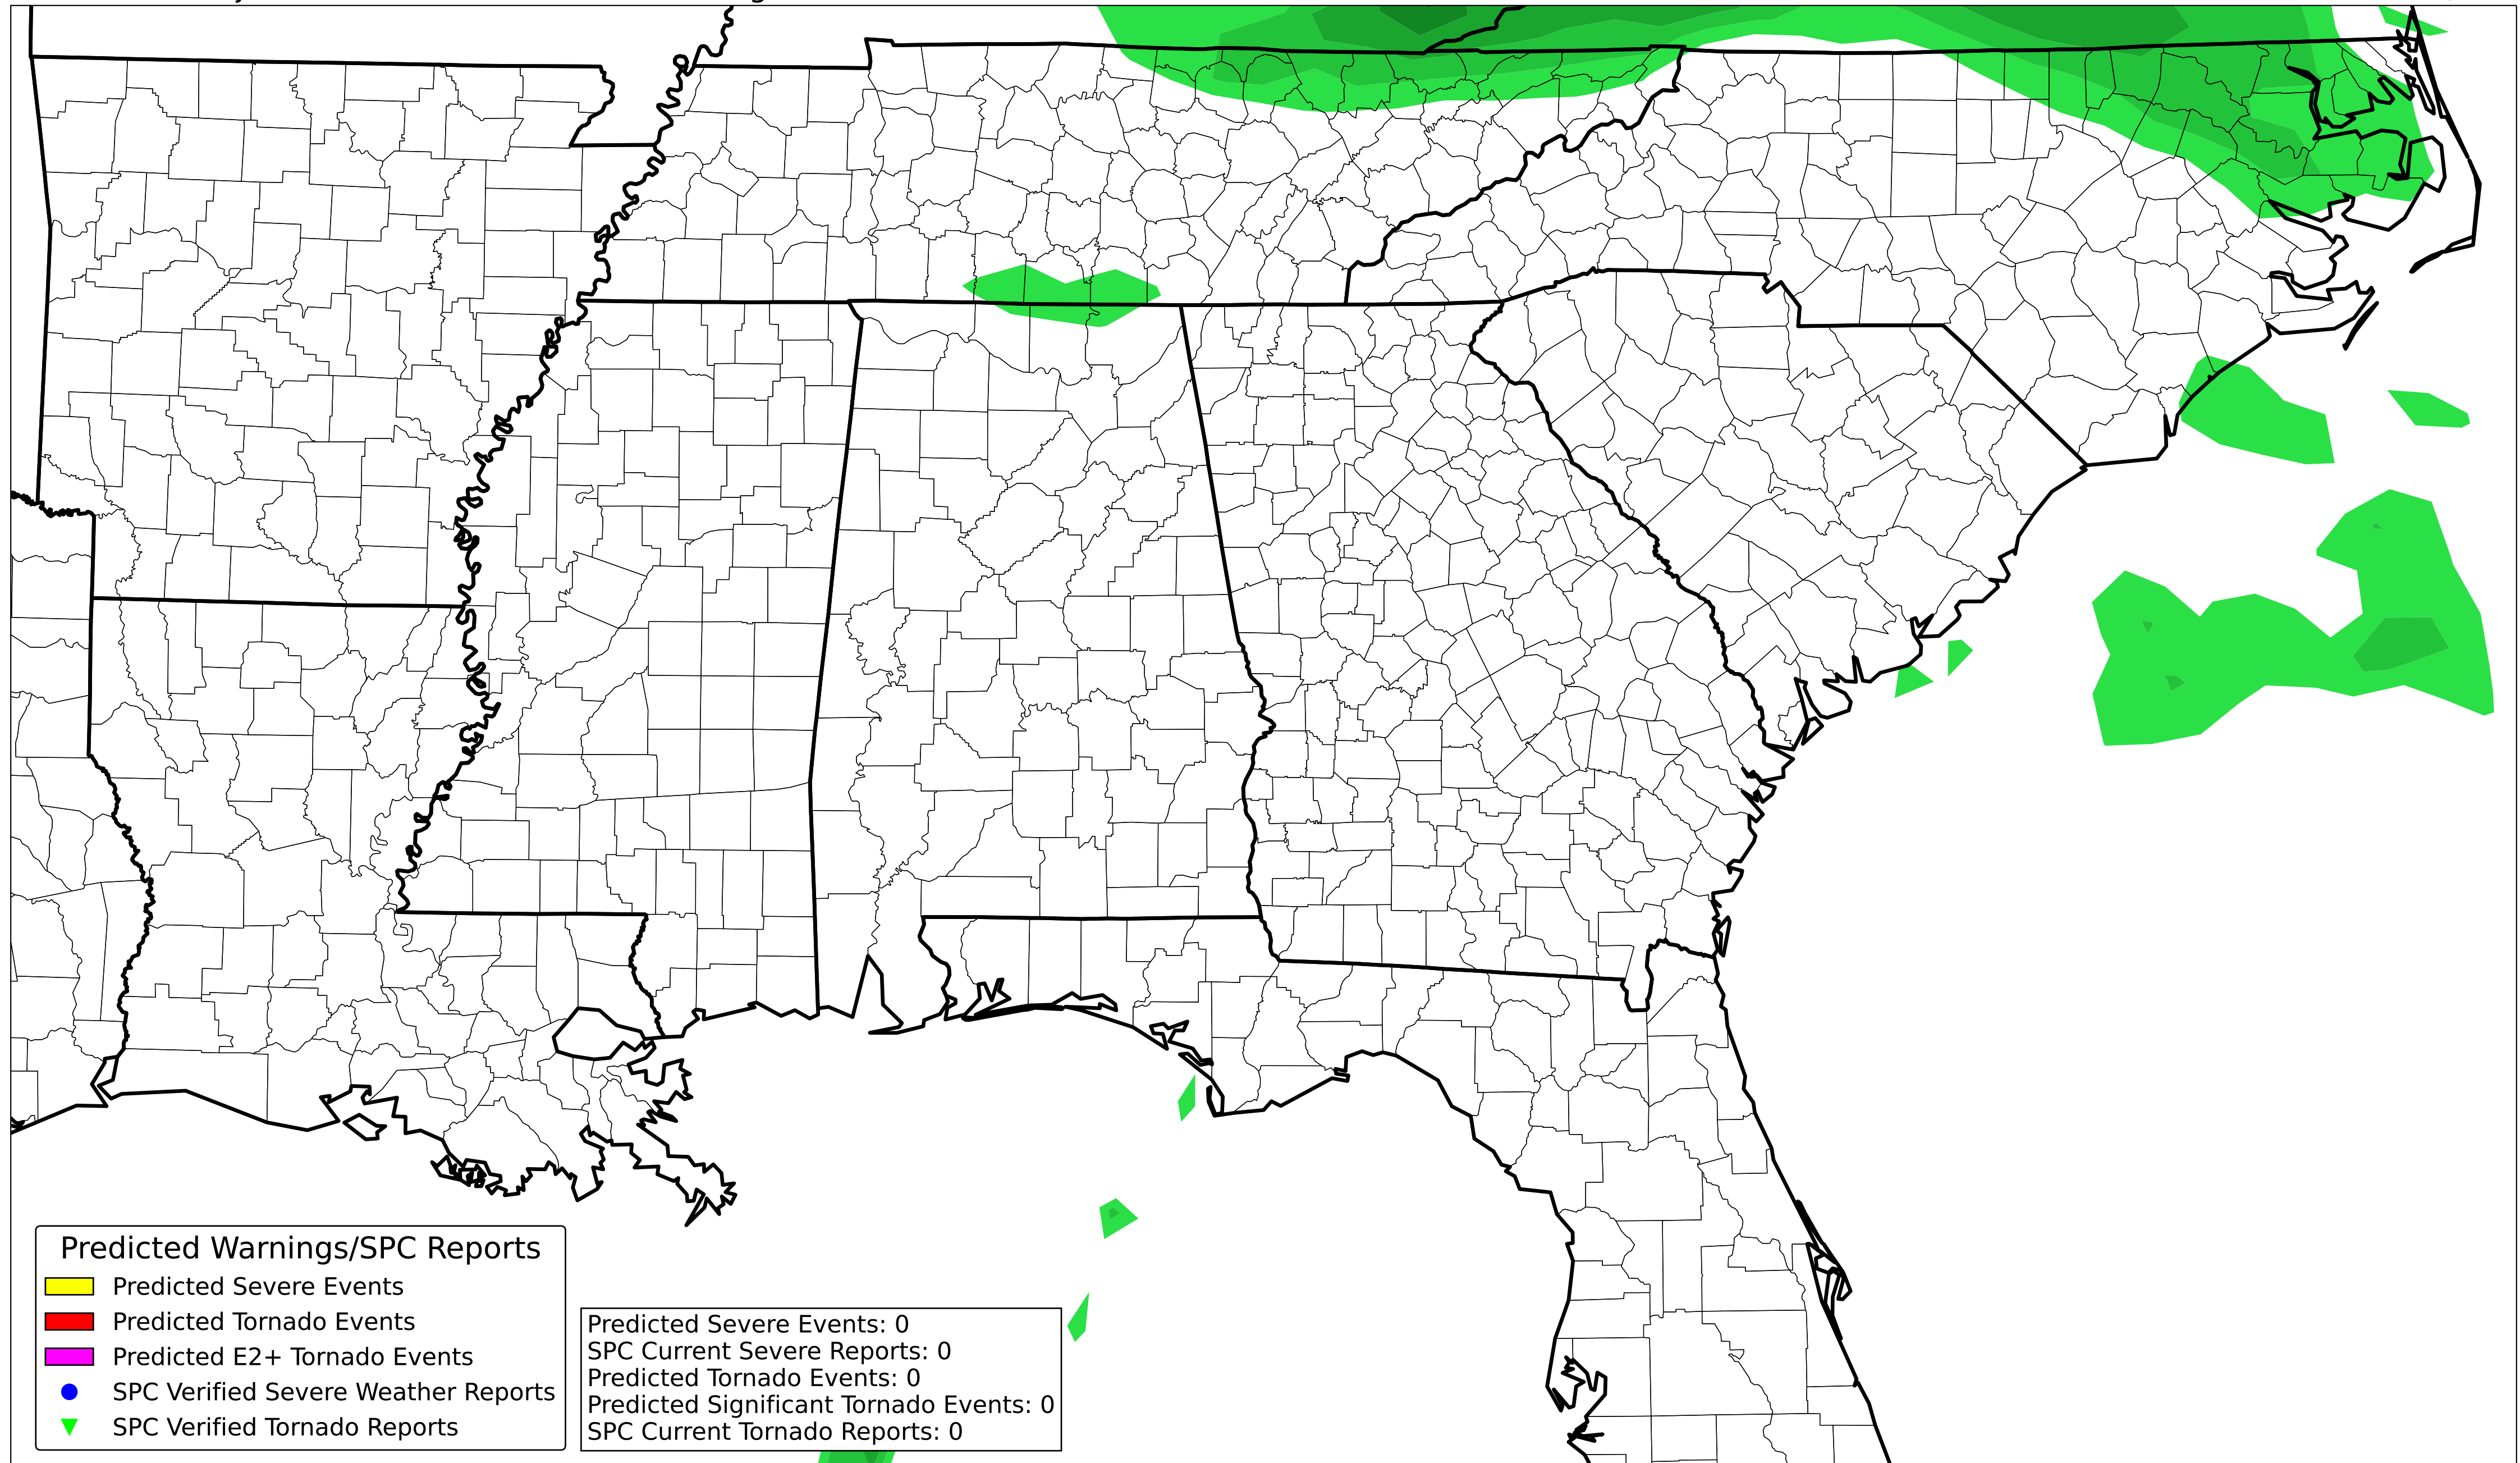 Predicted Warnings/SPC Reports
Predicted Severe Events
Predicted Tornado Events
Predicted E2+ Tornado Events
SPC Verified Severe Weather Reports
SPC Verified Tornado Reports
Predicted Severe Events: 0
SPC Current Severe Reports: 0
Predicted Tornado Events: 0
Predicted Significant Tornado Events: 0
SPC Current Tornado Reports: 0